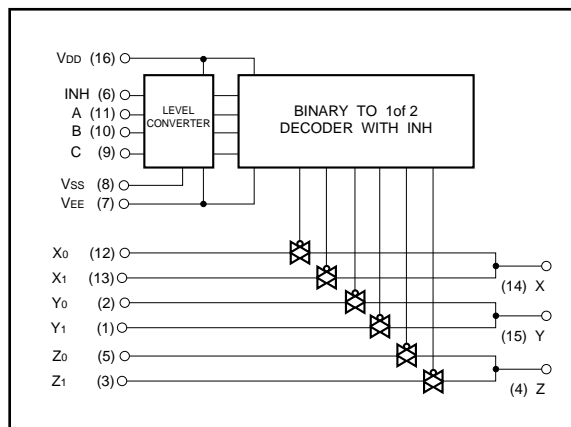 VDD (16)
INH (6)
A (11)
B (10)
C (9)
VSS (8)
VEE (7)
LEVEL
CONVERTER
BINARY TO 1of 2
DECODER WITH INH
X0 (12)
X1 (13)
Y0 (2)
Y1 (1)
Z0 (5)
Z1 (3)
(14) X
(15) Y
(4) Z